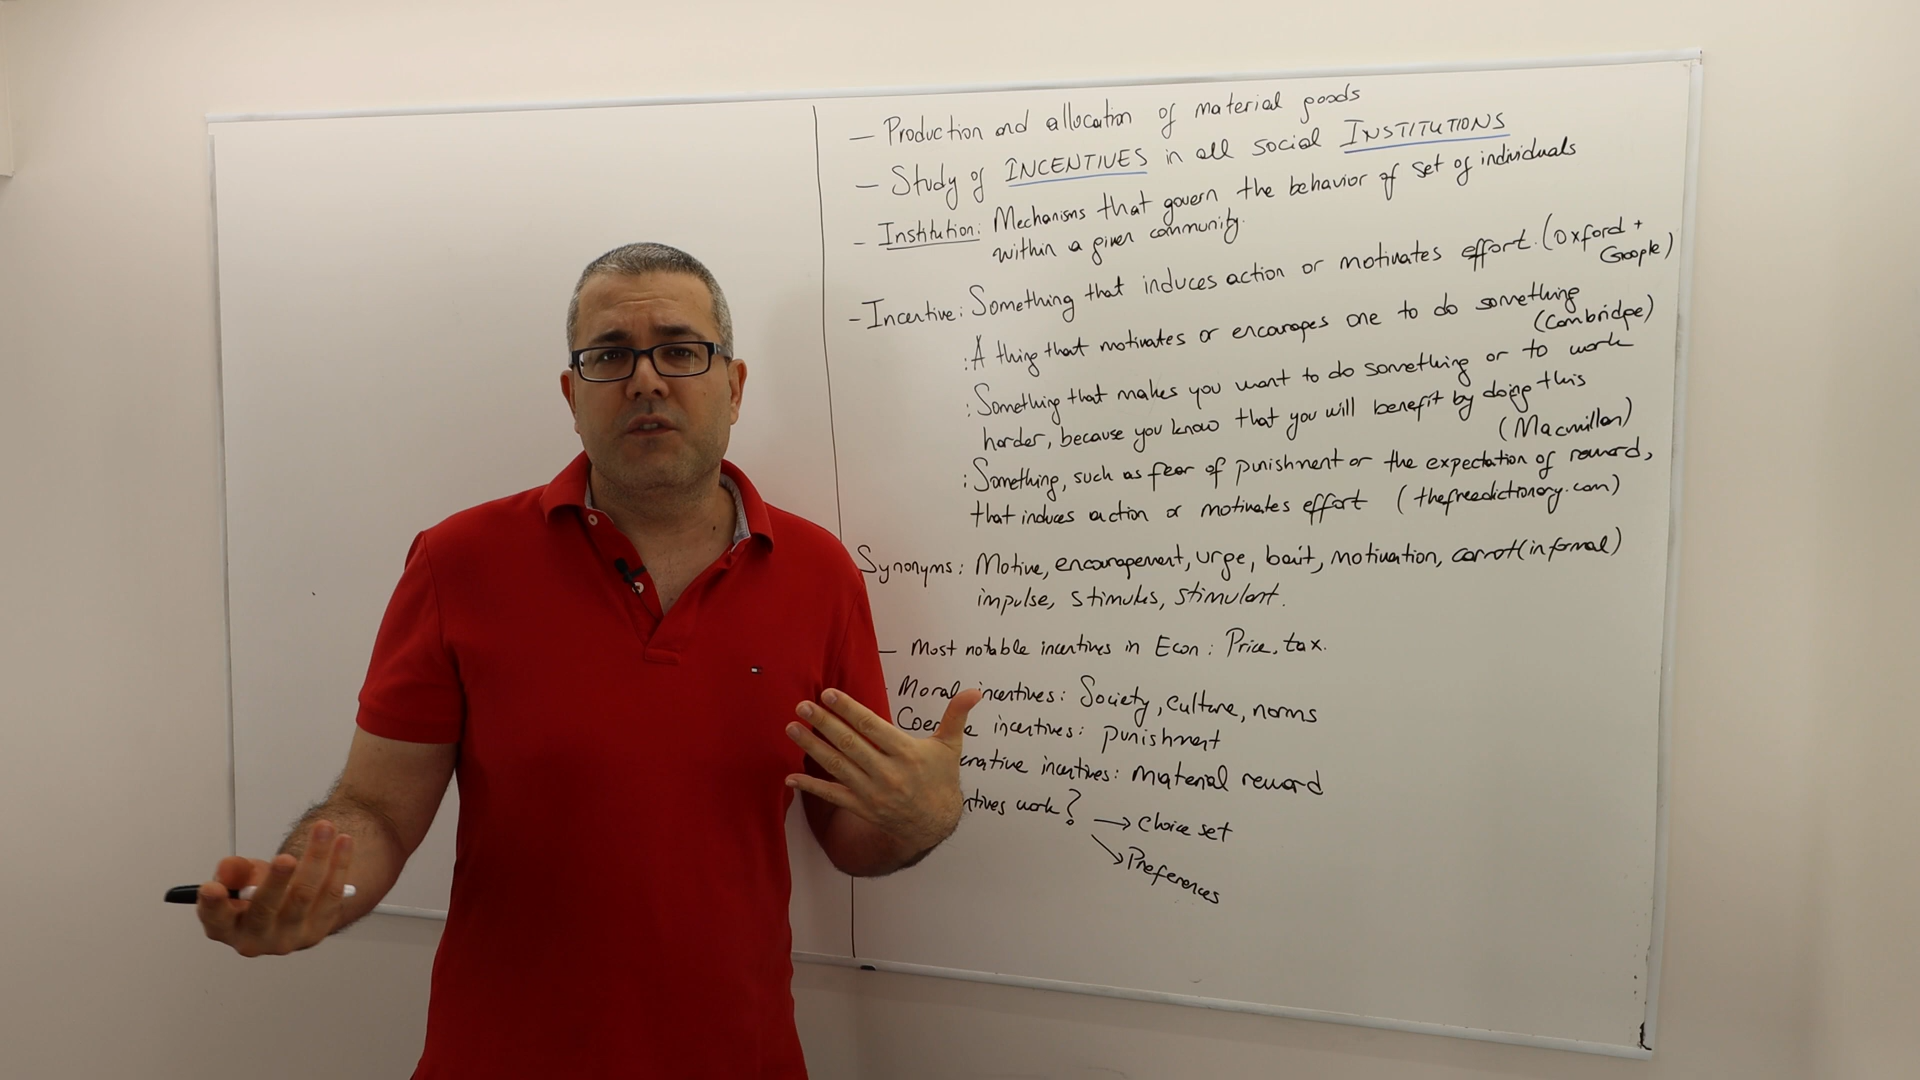 — Production and allocation of material goods
— Study of INCENTIVES in all social INSTITUTIONS
- Institution: Mechanisms that govern the behavior of set of individuals
within a given community.
- Incentive: Something that induces action or motivates effort. (Oxford +
Google)
: A thing that motivates or encourages one to do something
(Cambridge)
: Something that makes you want to do something or to work
harder, because you know that you will benefit by doing this
(Macmillan)
: Something, such as fear of punishment or the expectation of reward,
that induces action or motivates effort (thefreedictionary.com)
Synonyms: Motive, encouragement, urge, bait, motivation, carrot (informal)
impulse, stimulus, stimulant.
— Most notable incentives in Econ: Price, tax.
- Moral incentives: Society, culture, norms
incentives: punishment
incentives: material reward
work? → Choice set
→ Preferences